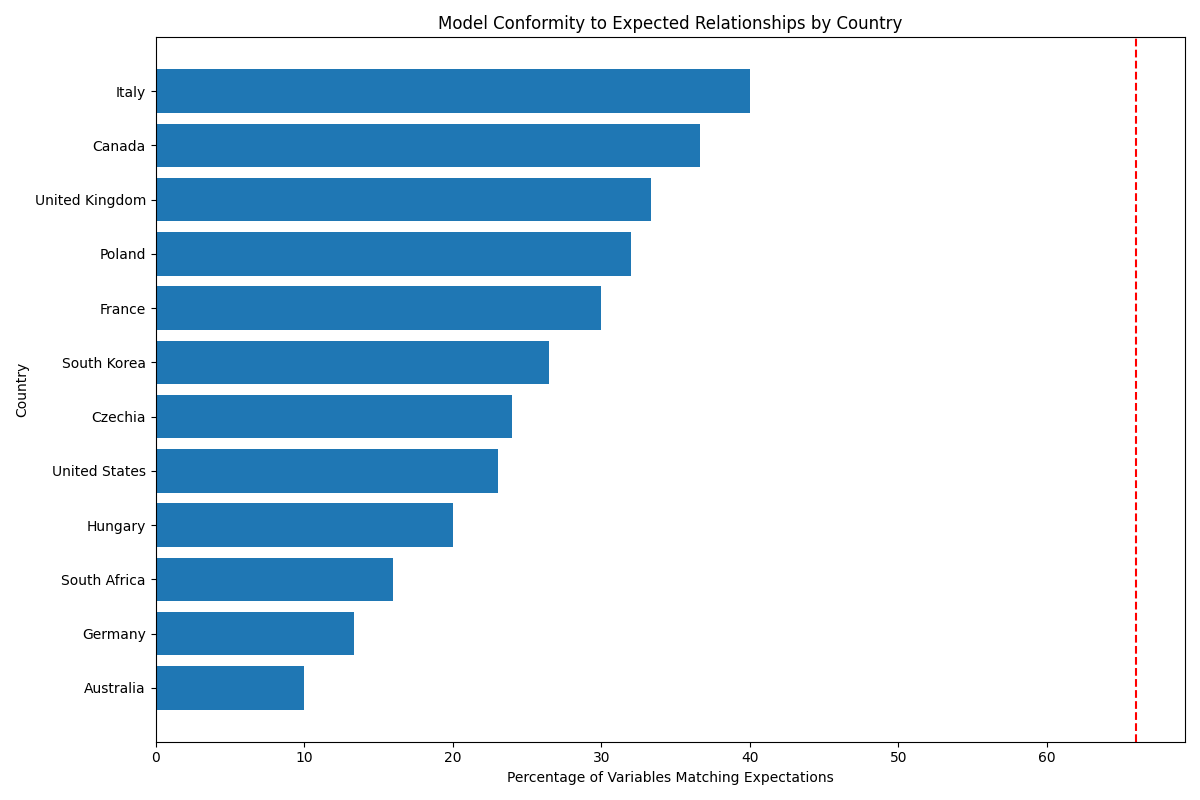 Model Conformity to Expected Relationships by Country
Country
Italy
Canada
United Kingdom
Poland
France
South Korea
Czechia
United States
Hungary
South Africa
Germany
Australia
0 10 20 30 40 50 60
Percentage of Variables Matching Expectations